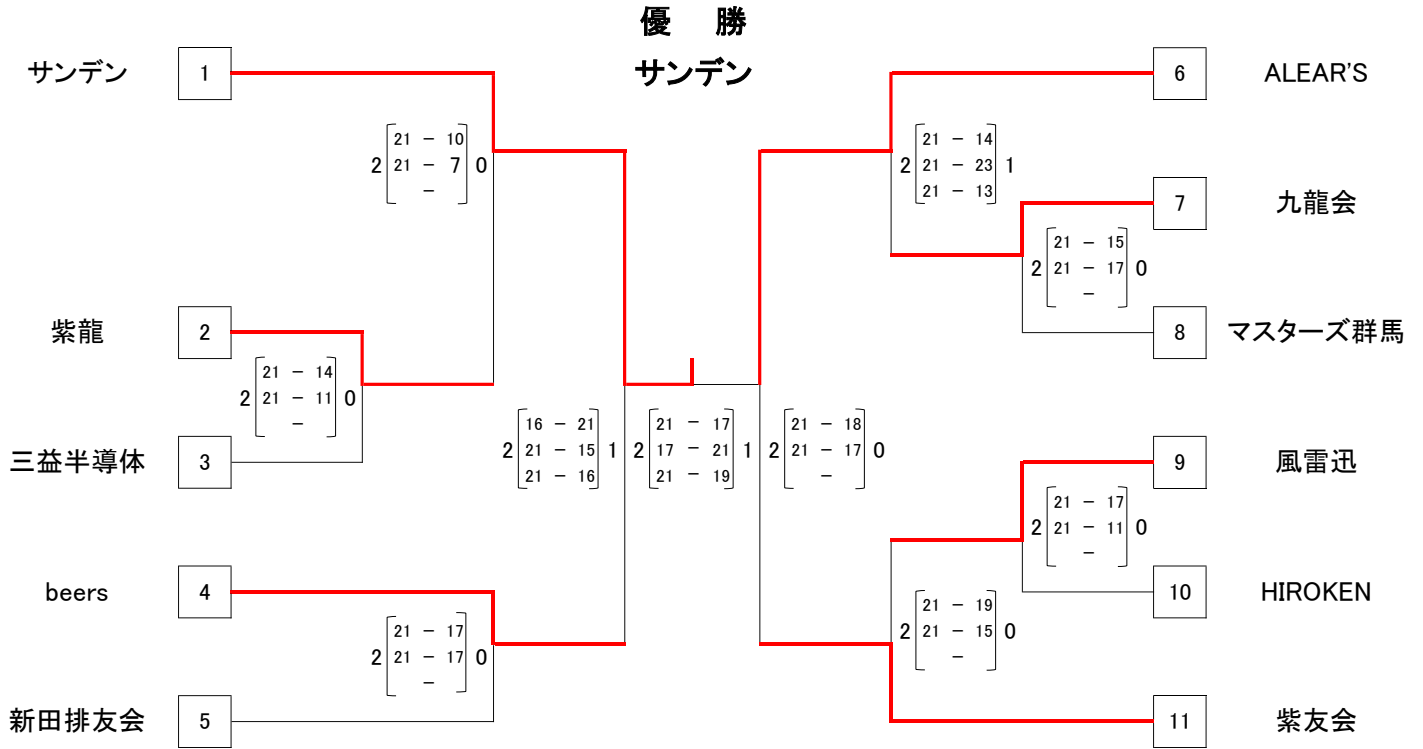 優 勝
サンデン
サンデン 1
21 - 10
2 21 - 7 0
-
紫龍 2
21 - 14
2 21 - 11 0
-
三益半導体 3
16 - 21
2 21 - 15 1
21 - 16
beers 4
21 - 17
2 21 - 17 0
-
新田排友会 5
21 - 17
2 17 - 21 1
21 - 19
6 ALEAR'S
21 - 14
2 21 - 23 1
21 - 13
7 九龍会
21 - 15
2 21 - 17 0
-
8 マスターズ群馬
21 - 18
2 21 - 17 0
-
9 風雷迅
21 - 17
2 21 - 11 0
-
10 HIROKEN
21 - 19
2 21 - 15 0
-
11 紫友会